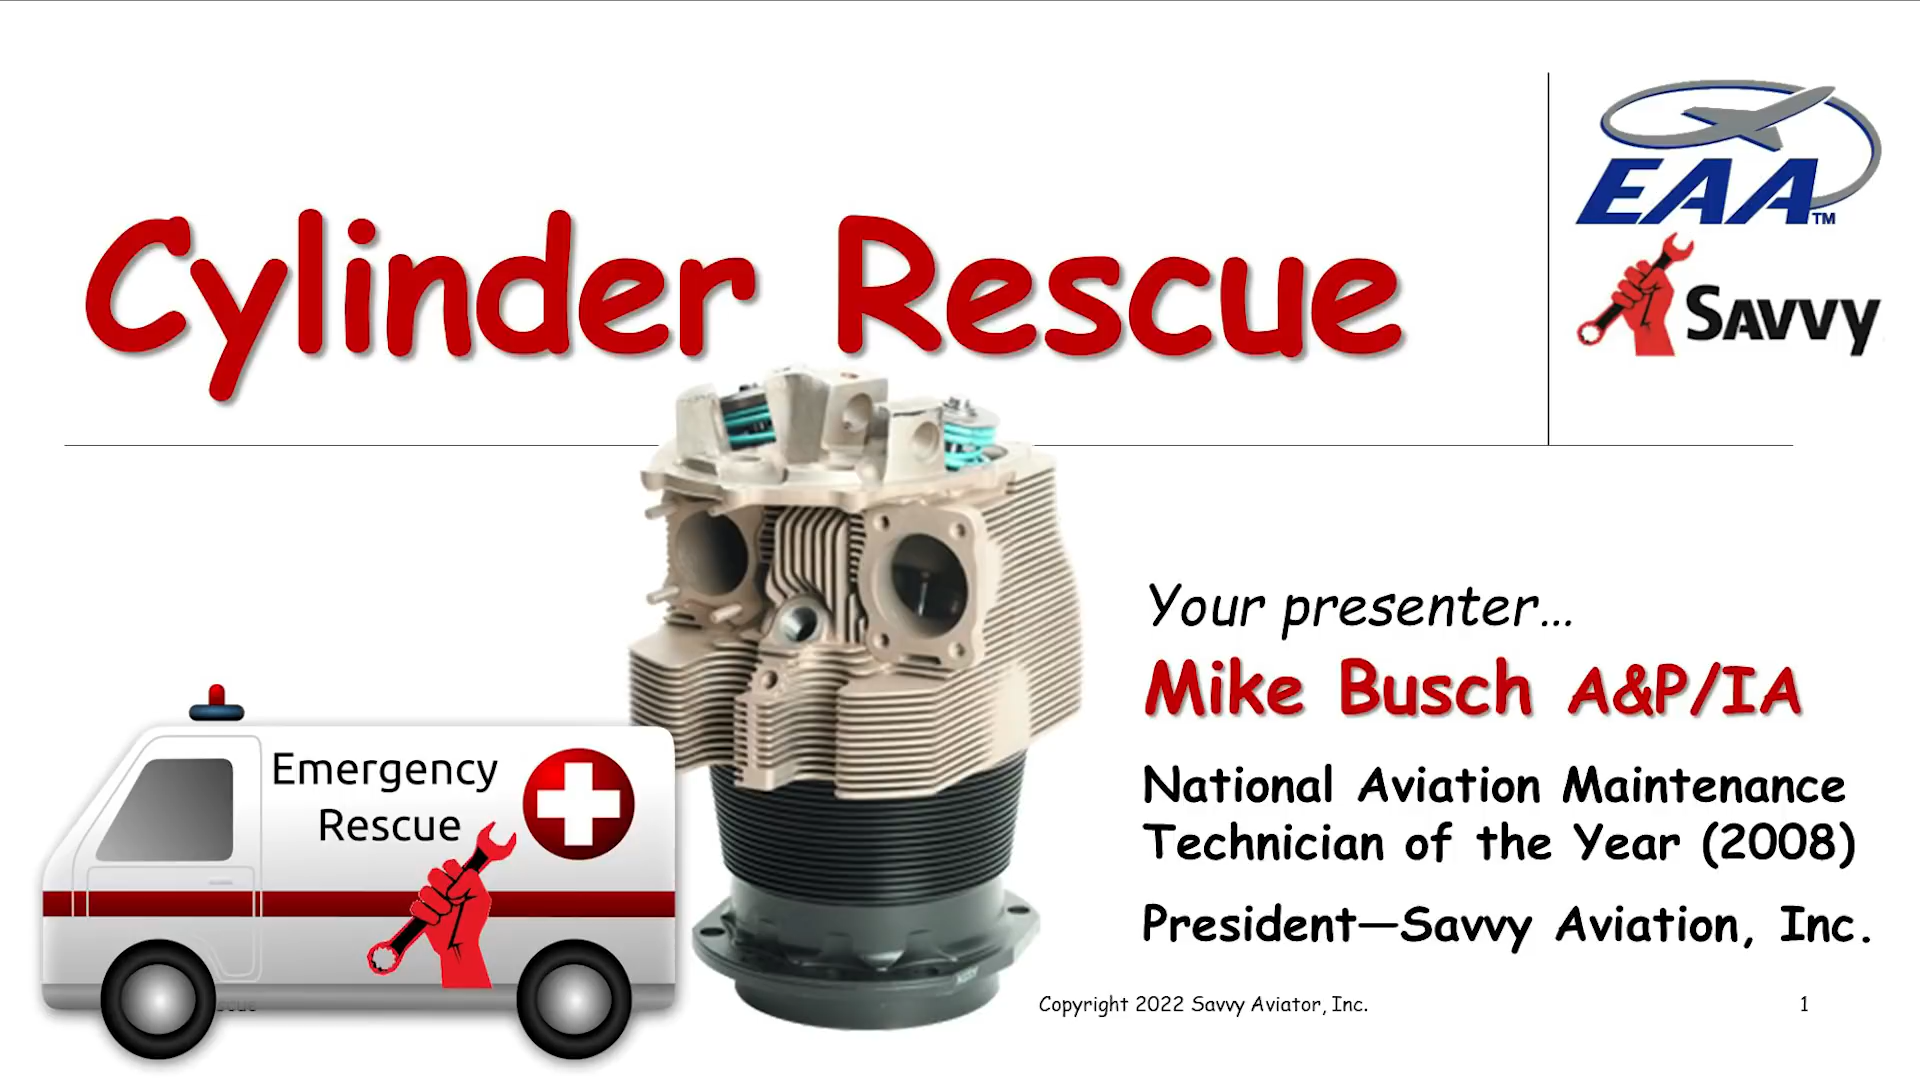 Cylinder Rescue
EAA™
SAVVY
Emergency
Rescue
Your presenter...
Mike Busch A&P/IA
National Aviation Maintenance
Technician of the Year (2008)
President—Savvy Aviation, Inc.
Copyright 2022 Savvy Aviator, Inc.
1